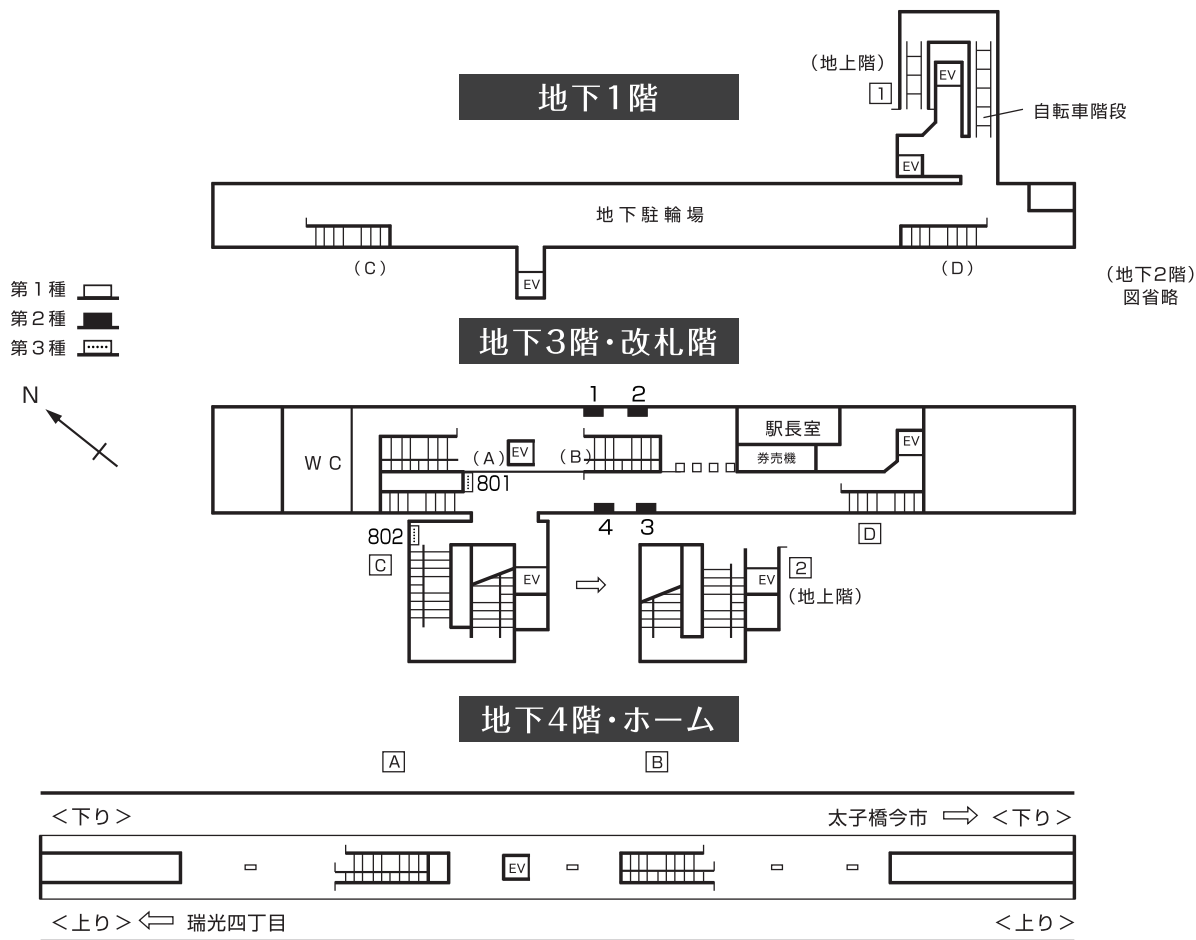 地下1階
(地上階)
1
EV
自転車階段
EV
地下駐輪場
(C)
EV
(D)
(地下2階)
図省略
第1種
第2種
第3種
N
地下3階・改札階
1 2
WC
(A)
EV
(B)
駅長室
券売機
EV
801
802
4 3
C
D
EV
EV
2
(地上階)
地下4階・ホーム
A
B
<下り>
太子橋今市
<下り>
EV
<上り>
瑞光四丁目
<上り>